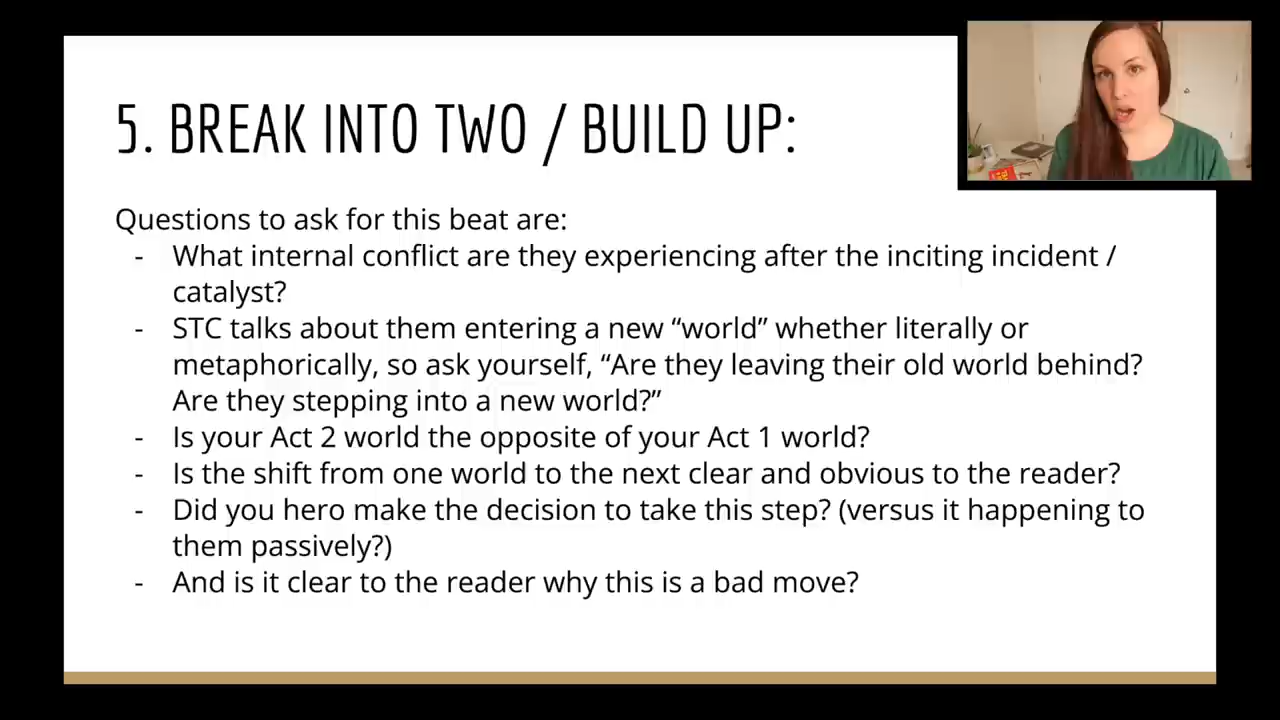 5. BREAK INTO TWO / BUILD UP:
Questions to ask for this beat are:
- What internal conflict are they experiencing after the inciting incident /
catalyst?
- STC talks about them entering a new “world” whether literally or
metaphorically, so ask yourself, “Are they leaving their old world behind?
Are they stepping into a new world?”
- Is your Act 2 world the opposite of your Act 1 world?
- Is the shift from one world to the next clear and obvious to the reader?
- Did you hero make the decision to take this step? (versus it happening to
them passively?)
- And is it clear to the reader why this is a bad move?